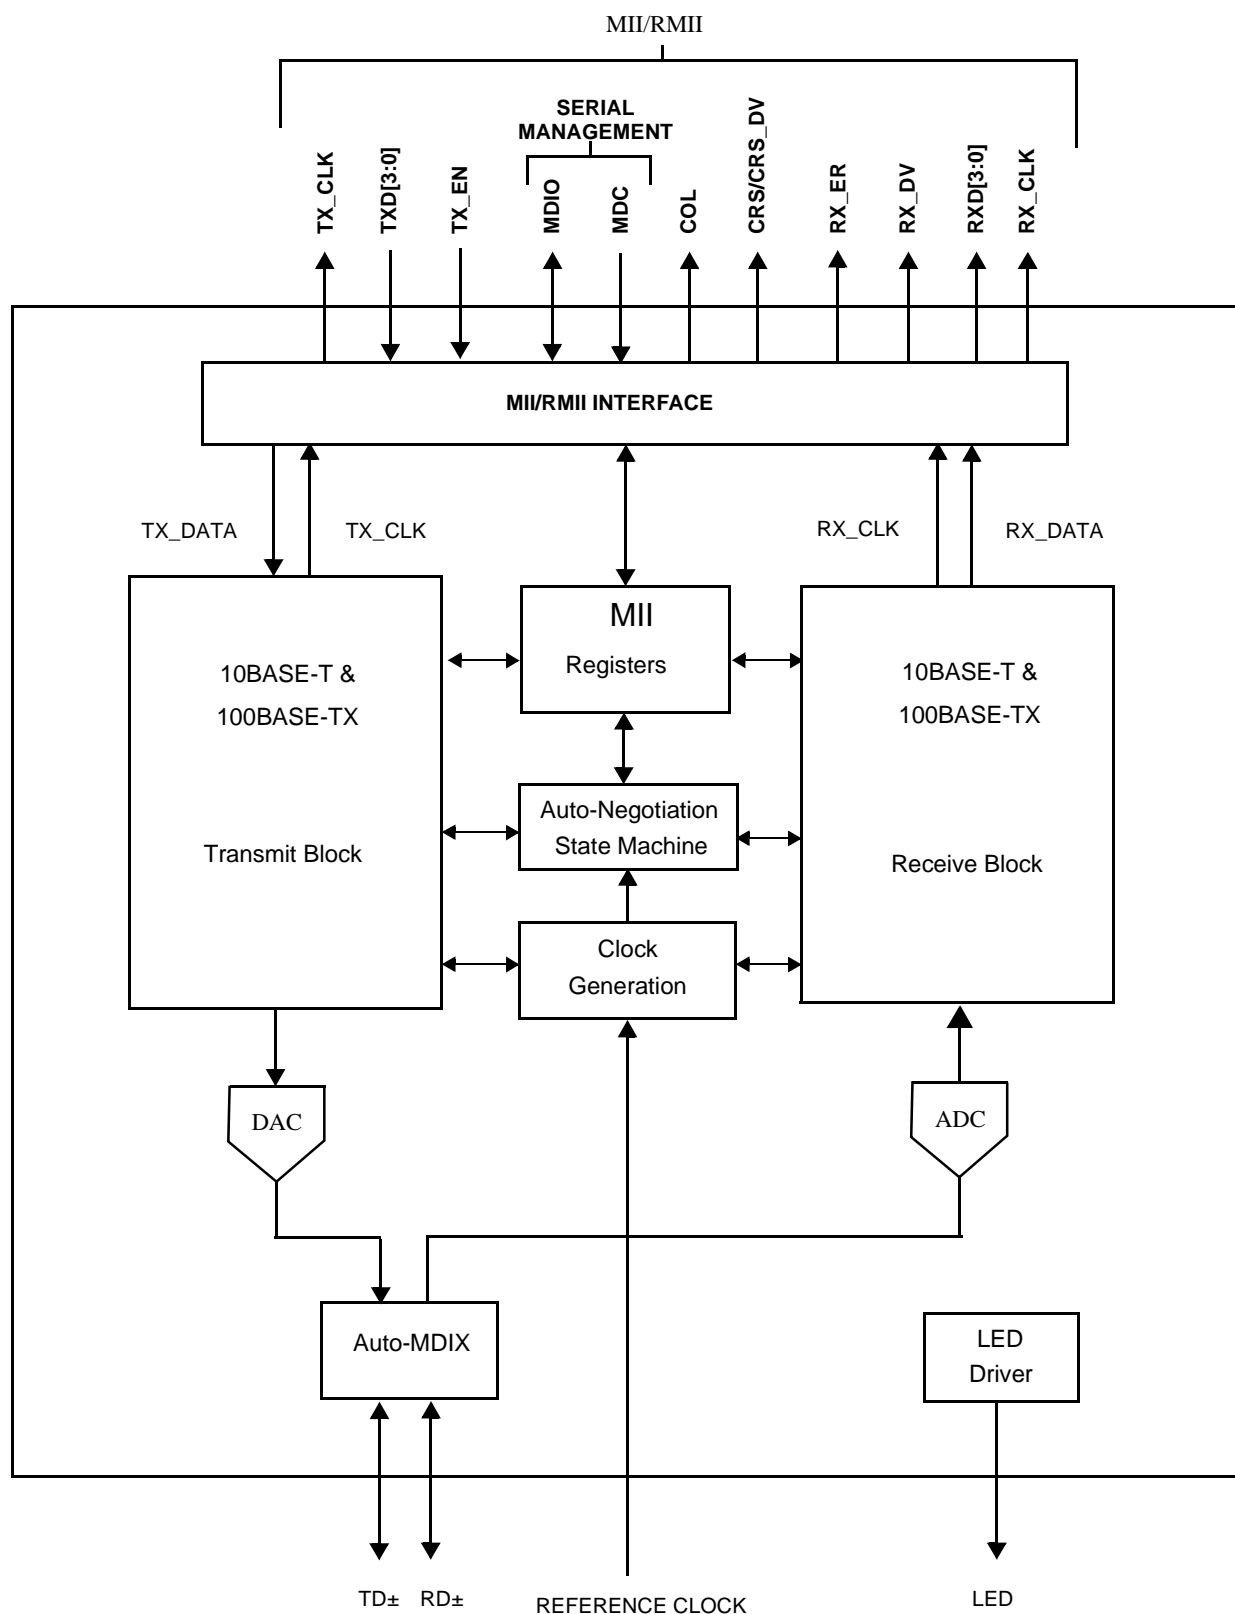 MII/RMII
SERIAL
MANAGEMENT
TX_CLK
TXD[3:0]
TX_EN
MDIO
MDC
COL
CRS/CRS_DV
RX_ER
RX_DV
RXD[3:0]
RX_CLK
MII/RMII INTERFACE
TX_DATA
TX_CLK
RX_CLK
RX_DATA
10BASE-T &
100BASE-TX
Transmit Block
MII
Registers
Auto-Negotiation
State Machine
Clock
Generation
10BASE-T &
100BASE-TX
Receive Block
DAC
ADC
Auto-MDIX
LED
Driver
TD±
RD±
REFERENCE CLOCK
LED